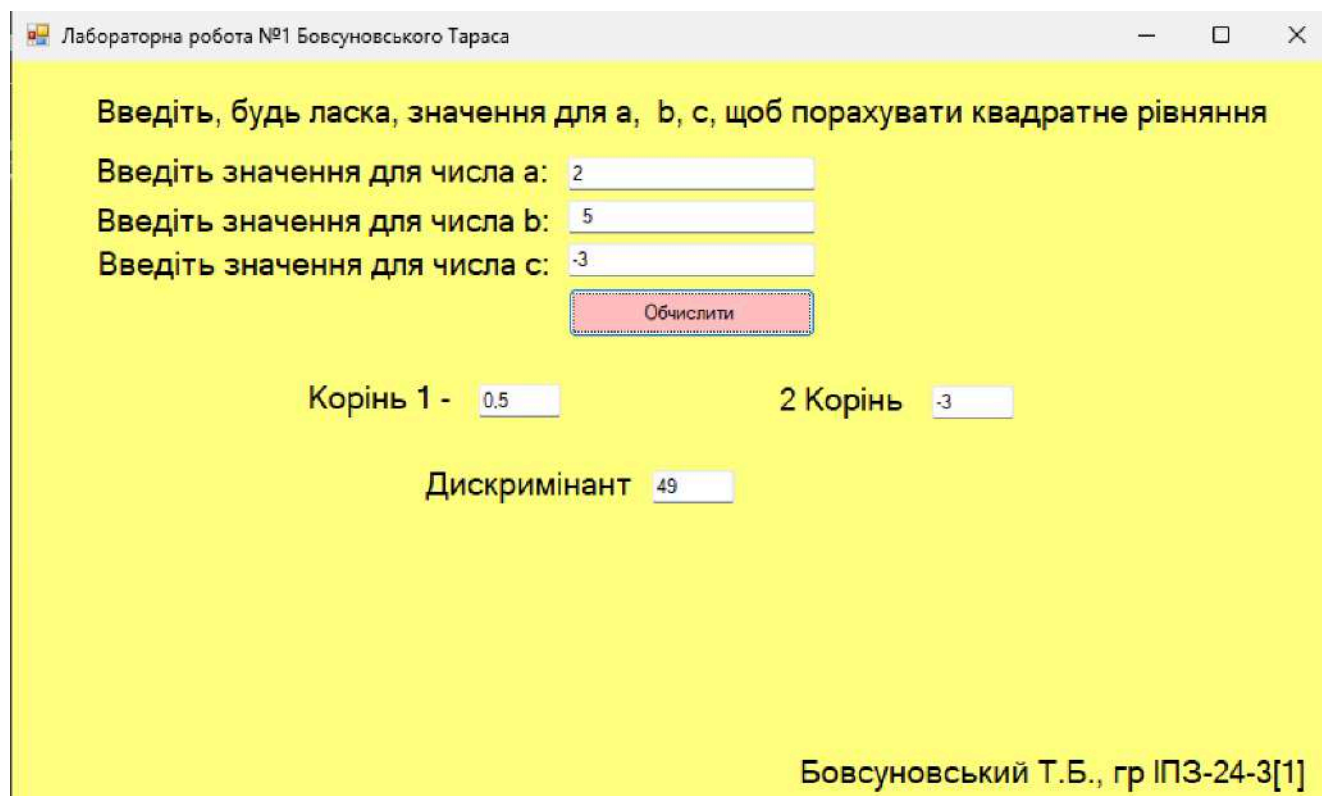 Лабораторна робота №1 Бовсуновського Тараса
Введіть, будь ласка, значення для a,  b, c, щоб порахувати квадратне рівняння
Введіть значення для числа a: 2
Введіть значення для числа b: 5
Введіть значення для числа c: -3
Обчислити
Корінь 1 - 0,5 2 Корінь -3
Дискримінант 49
Бовсуновський Т.Б., гр ІПЗ-24-3[1]